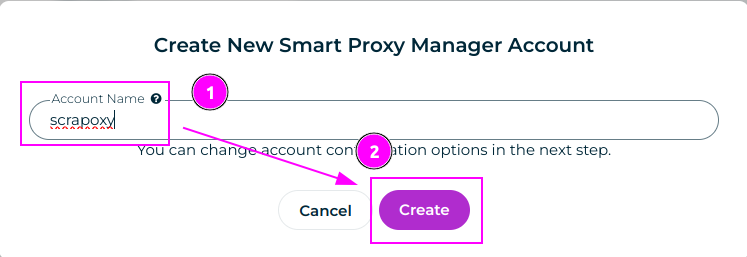 Create New Smart Proxy Manager Account
Account Name ?
1
scrapoxy
2
You can change account con ation options in the next step.
Cancel
Create